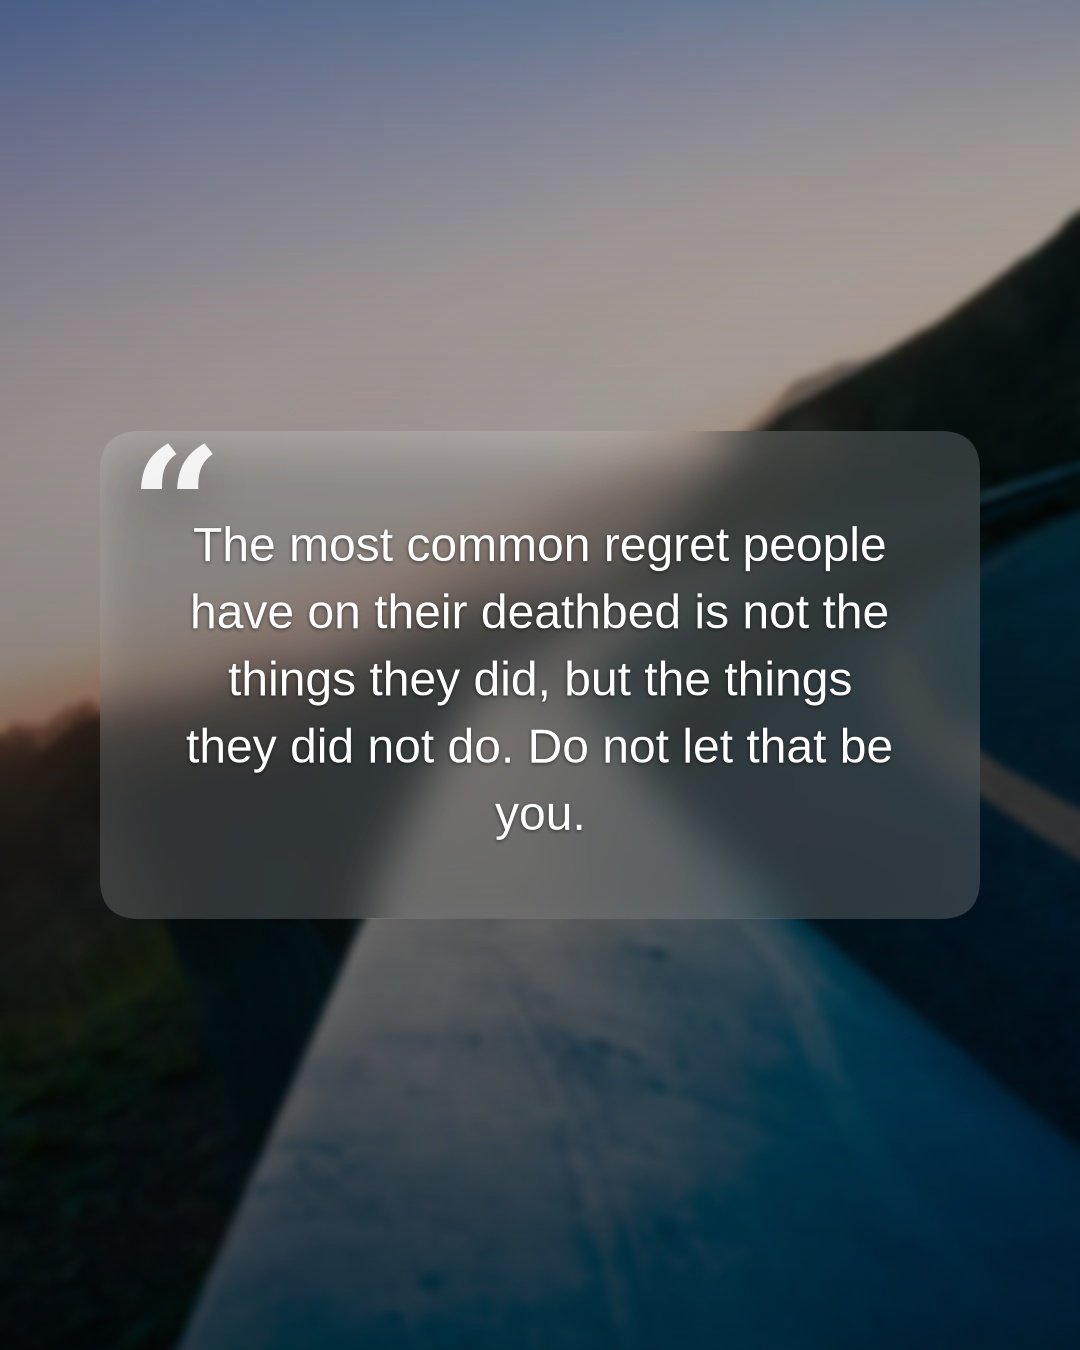 “
The most common regret people
have on their deathbed is not the
things they did, but the things
they did not do. Do not let that be
you.